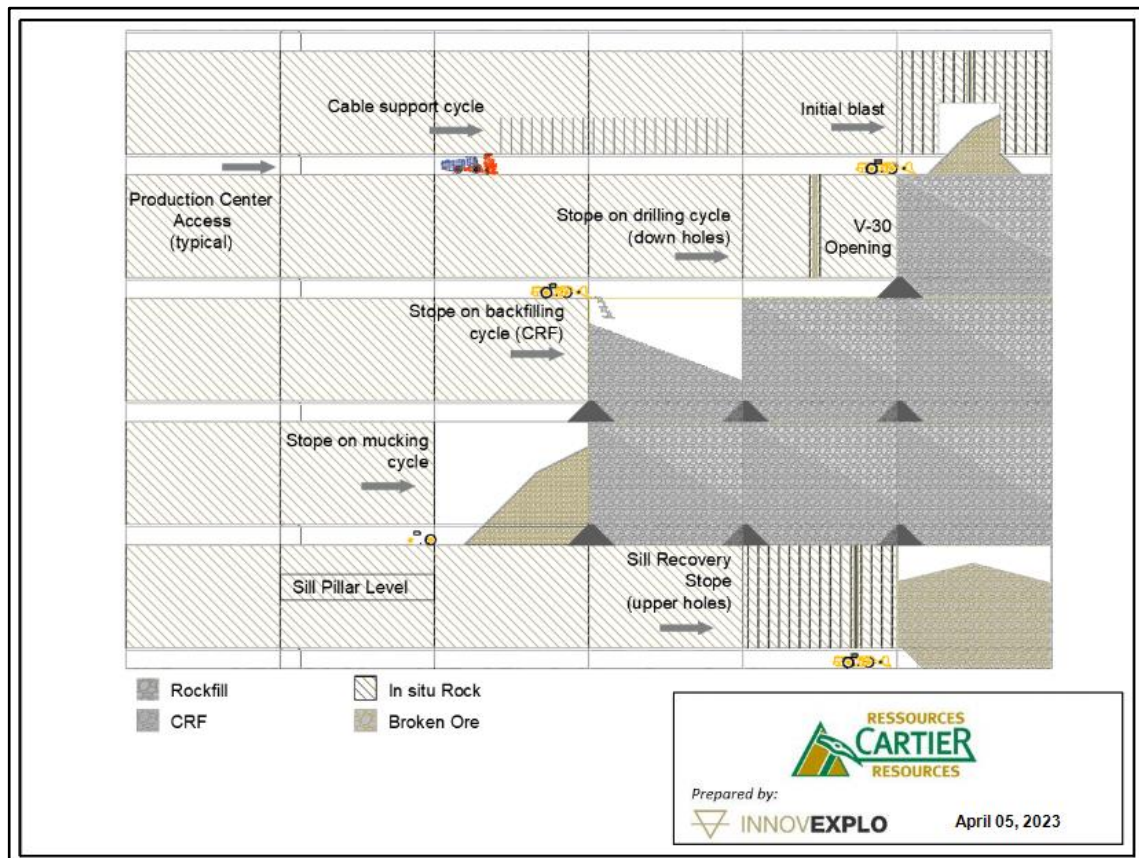 Cable support cycle
Initial blast
Production Center
Access
(typical)
Stope on drilling cycle
(down holes)
V-30
Opening
Stope on backfilling
cycle (CRF)
Stope on mucking
cycle
Sill Pillar Level
Sill Recovery
Stope
(upper holes)
Rockfill
In situ Rock
CRF
Broken Ore
RESSOURCES
CARTIER
RESOURCES
Prepared by:
INNOVEXPLO
April 05, 2023